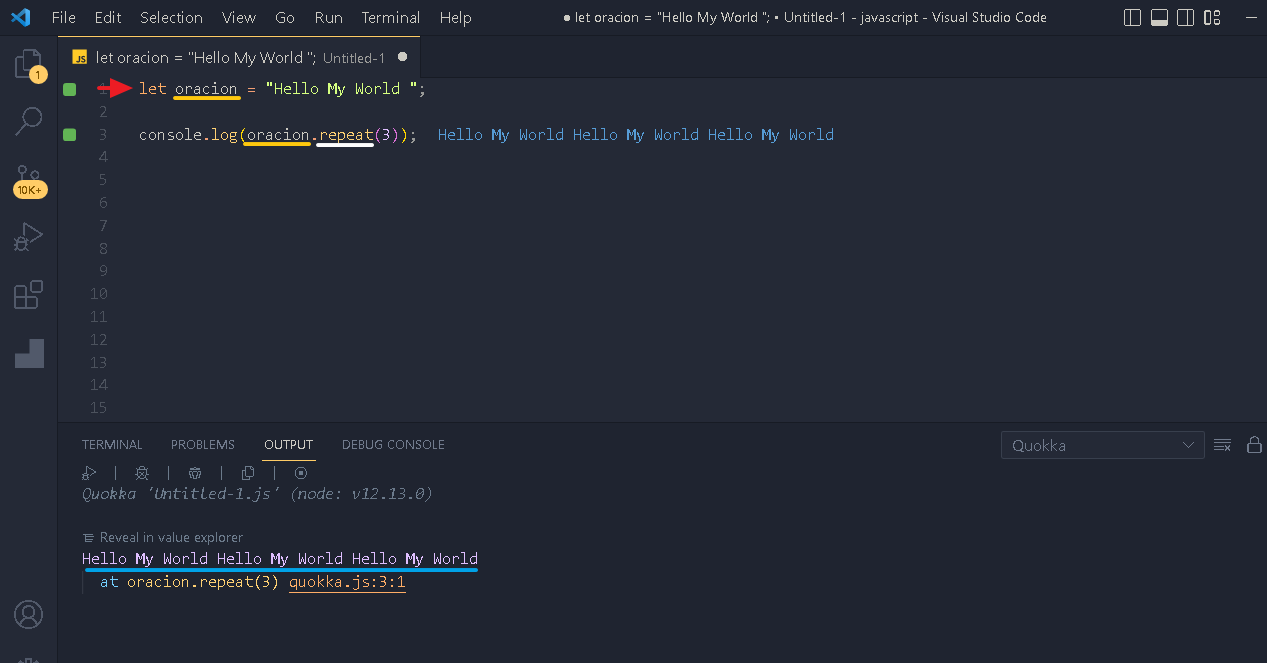 File Edit Selection View Go Run Terminal Help ● let oracion = "Hello My World "; • Untitled-1 - javascript - Visual Studio Code
JS let oracion = "Hello My World "; Untitled-1 ●
1
1 let oracion = "Hello My World ";
2
3 console.log(oracion.repeat(3)); Hello My World Hello My World Hello My World
4
5
10K+
6
7
8
9
10
11
12
13
14
15
TERMINAL PROBLEMS OUTPUT DEBUG CONSOLE Quokka
Quokka 'Untitled-1.js' (node: v12.13.0)
Reveal in value explorer
Hello My World Hello My World Hello My World
at oracion.repeat(3) quokka.js:3:1